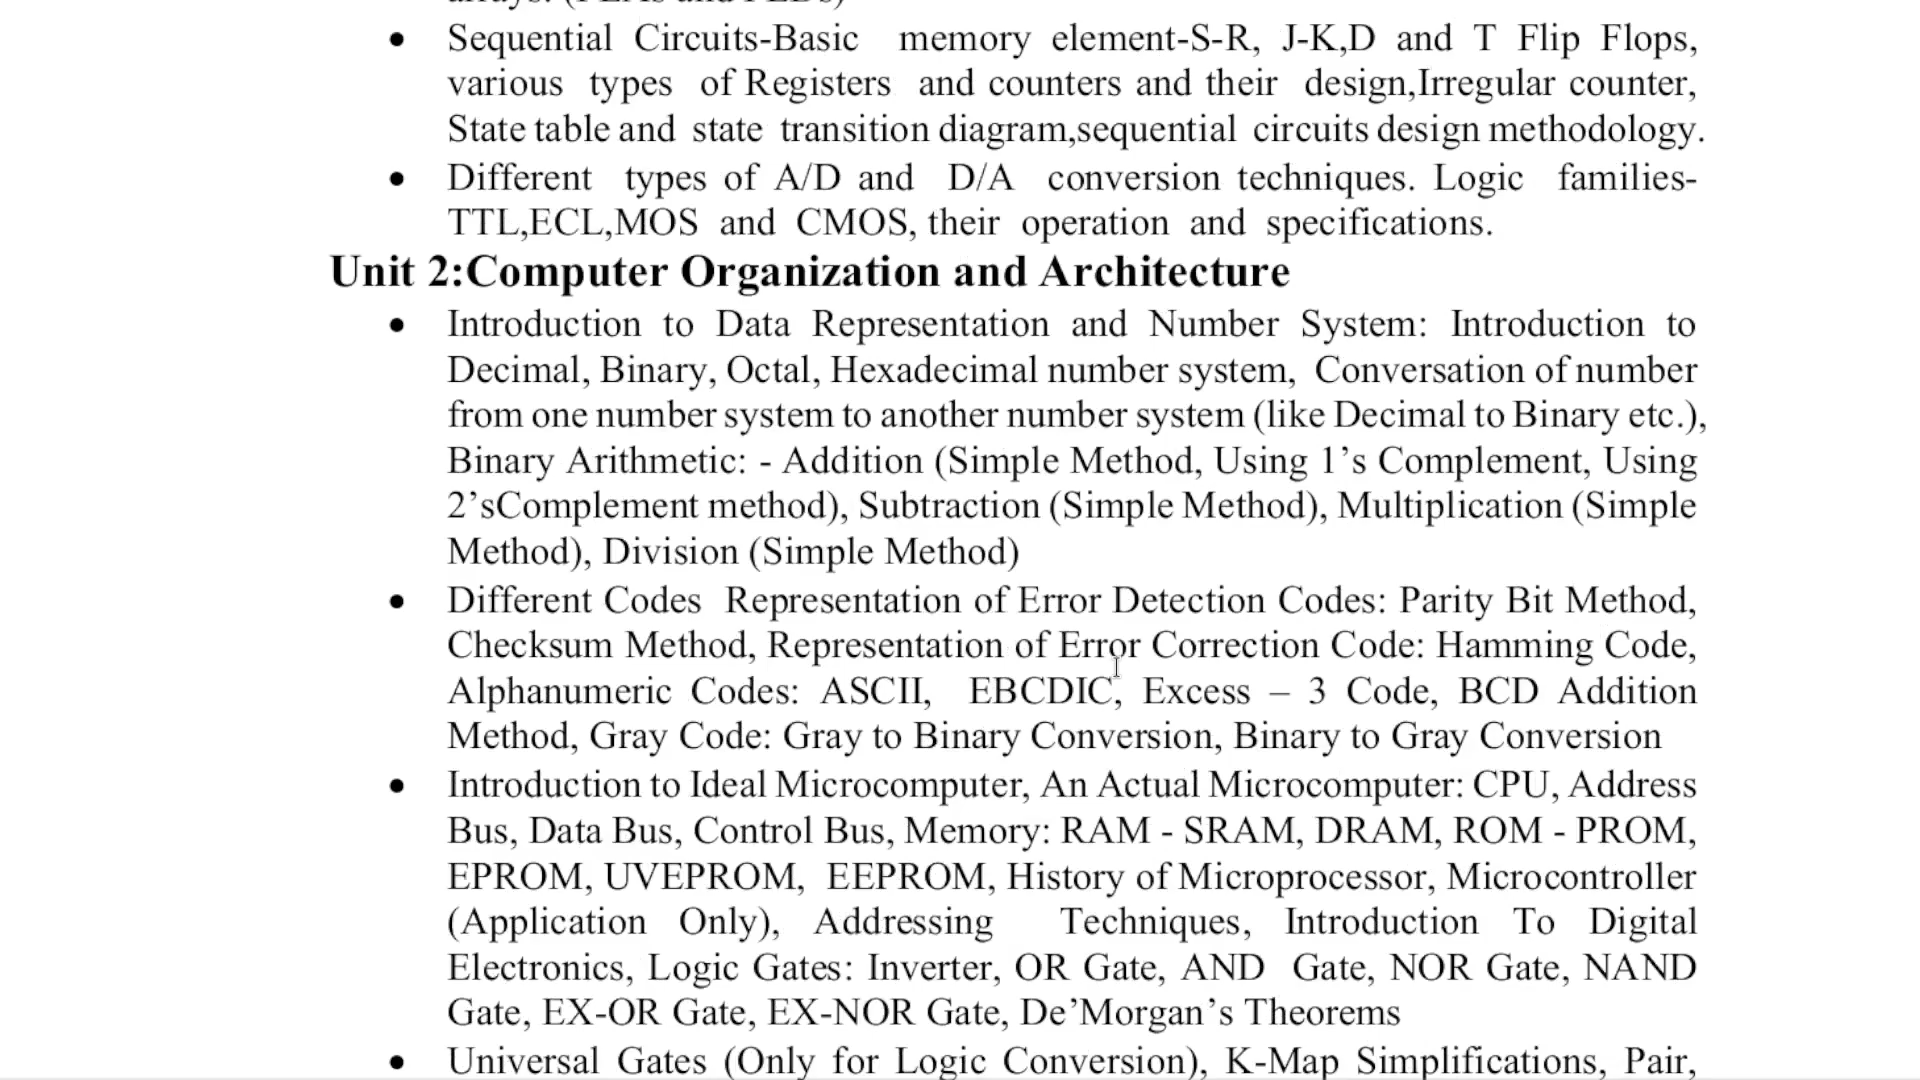 • Sequential Circuits-Basic memory element-S-R, J-K,D and T Flip Flops,
various types of Registers and counters and their design,Irregular counter,
State table and state transition diagram,sequential circuits design methodology.
• Different types of A/D and D/A conversion techniques. Logic families-
TTL,ECL,MOS and CMOS, their operation and specifications.
Unit 2:Computer Organization and Architecture
• Introduction to Data Representation and Number System: Introduction to
Decimal, Binary, Octal, Hexadecimal number system, Conversation of number
from one number system to another number system (like Decimal to Binary etc.),
Binary Arithmetic: - Addition (Simple Method, Using 1’s Complement, Using
2’sComplement method), Subtraction (Simple Method), Multiplication (Simple
Method), Division (Simple Method)
• Different Codes Representation of Error Detection Codes: Parity Bit Method,
Checksum Method, Representation of Error Correction Code: Hamming Code,
Alphanumeric Codes: ASCII, EBCDIC, Excess – 3 Code, BCD Addition
Method, Gray Code: Gray to Binary Conversion, Binary to Gray Conversion
• Introduction to Ideal Microcomputer, An Actual Microcomputer: CPU, Address
Bus, Data Bus, Control Bus, Memory: RAM - SRAM, DRAM, ROM - PROM,
EPROM, UVEPROM, EEPROM, History of Microprocessor, Microcontroller
(Application Only), Addressing Techniques, Introduction To Digital
Electronics, Logic Gates: Inverter, OR Gate, AND Gate, NOR Gate, NAND
Gate, EX-OR Gate, EX-NOR Gate, De’Morgan’s Theorems
• Universal Gates (Only for Logic Conversion), K-Map Simplifications, Pair,